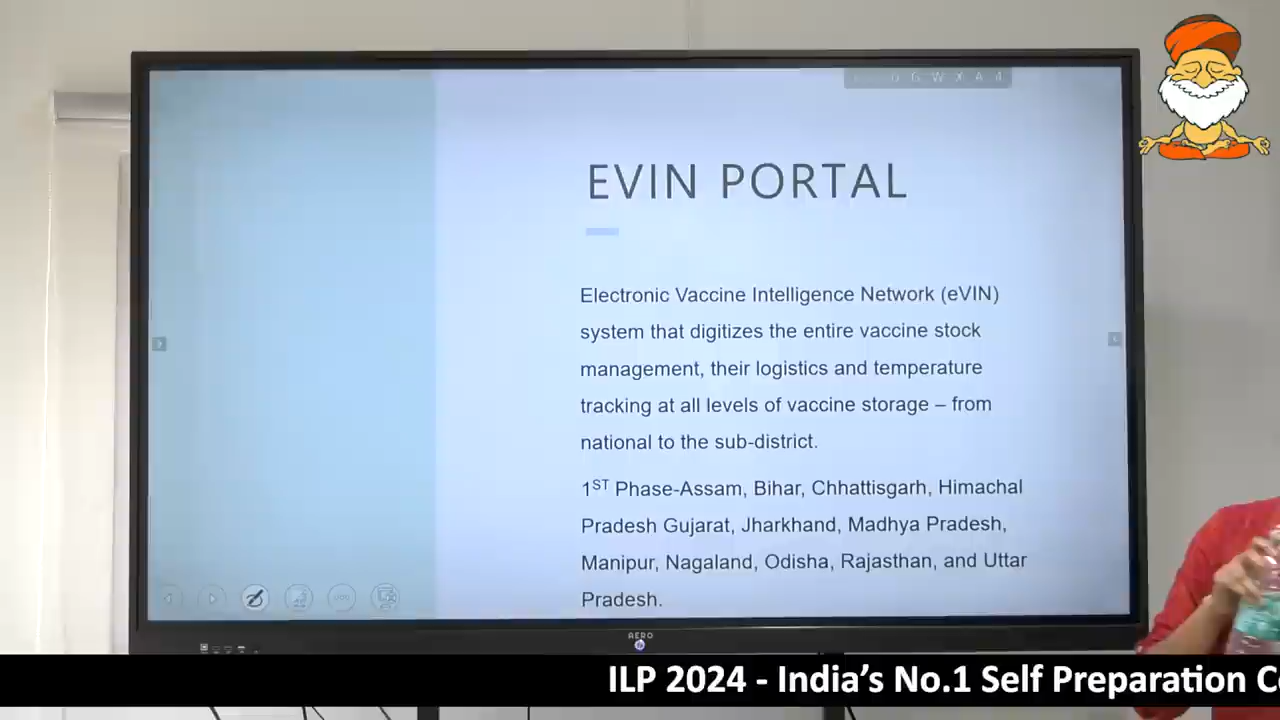 EVIN PORTAL
Electronic Vaccine Intelligence Network (eVIN)
system that digitizes the entire vaccine stock
management, their logistics and temperature
tracking at all levels of vaccine storage – from
national to the sub-district.
1ST Phase-Assam, Bihar, Chhattisgarh, Himachal
Pradesh Gujarat, Jharkhand, Madhya Pradesh,
Manipur, Nagaland, Odisha, Rajasthan, and Uttar
Pradesh.
AERO
ILP 2024 - India’s No.1 Self Preparation C